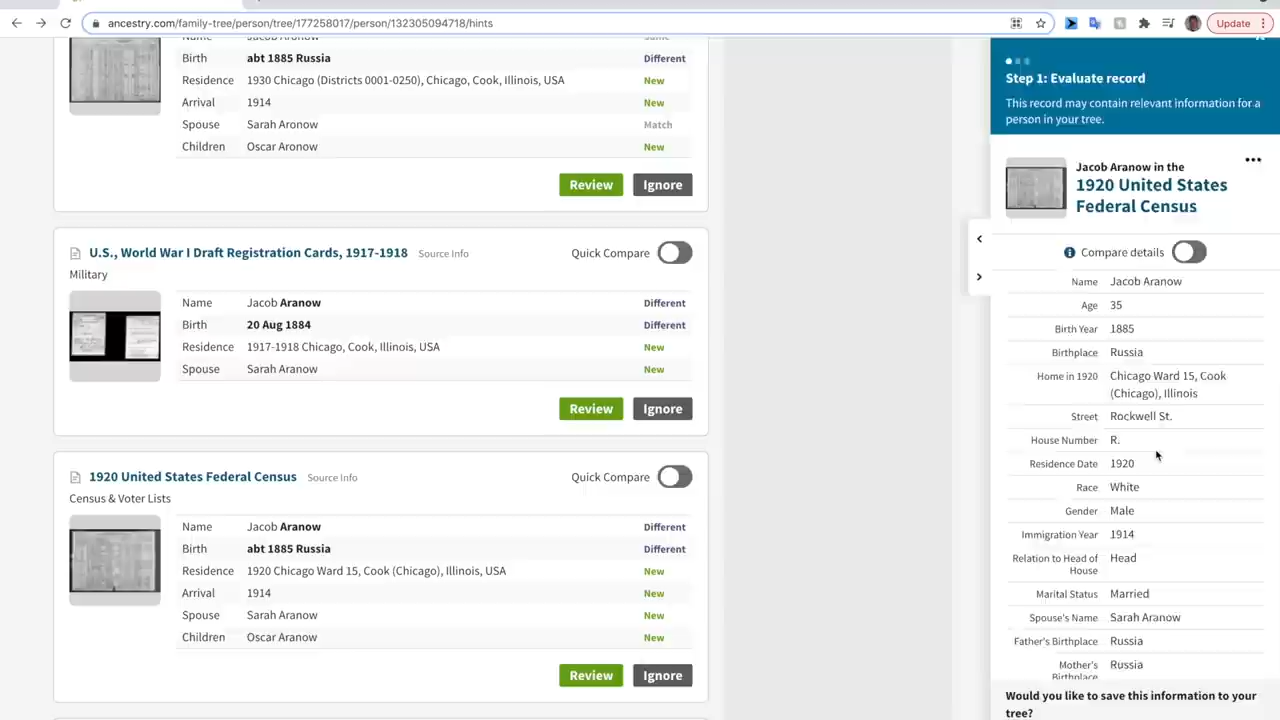 ancestry.com/family-tree/person/tree/177258017/person/132305094718/hints
Update
Name Jacob Aronow Same
Birth abt 1885 Russia Different
Residence 1930 Chicago (Districts 0001-0250), Chicago, Cook, Illinois, USA New
Arrival 1914 New
Spouse Sarah Aronow Match
Children Oscar Aronow New
Review Ignore
U.S., World War I Draft Registration Cards, 1917-1918 Source Info Quick Compare
Military
Name Jacob Aranow Different
Birth 20 Aug 1884 Different
Residence 1917-1918 Chicago, Cook, Illinois, USA New
Spouse Sarah Aranow New
Review Ignore
1920 United States Federal Census Source Info Quick Compare
Census & Voter Lists
Name Jacob Aranow Different
Birth abt 1885 Russia Different
Residence 1920 Chicago Ward 15, Cook (Chicago), Illinois, USA New
Arrival 1914 New
Spouse Sarah Aranow New
Children Oscar Aranow New
Review Ignore
Step 1: Evaluate record
This record may contain relevant information for a
person in your tree.
Jacob Aranow in the
1920 United States
Federal Census
Compare details
Name Jacob Aranow
Age 35
Birth Year 1885
Birthplace Russia
Home in 1920 Chicago Ward 15, Cook
(Chicago), Illinois
Street Rockwell St.
House Number R.
Residence Date 1920
Race White
Gender Male
Immigration Year 1914
Relation to Head of Head
House
Marital Status Married
Spouse's Name Sarah Aranow
Father's Birthplace Russia
Mother's Russia
Birthplace
Would you like to save this information to your
tree?